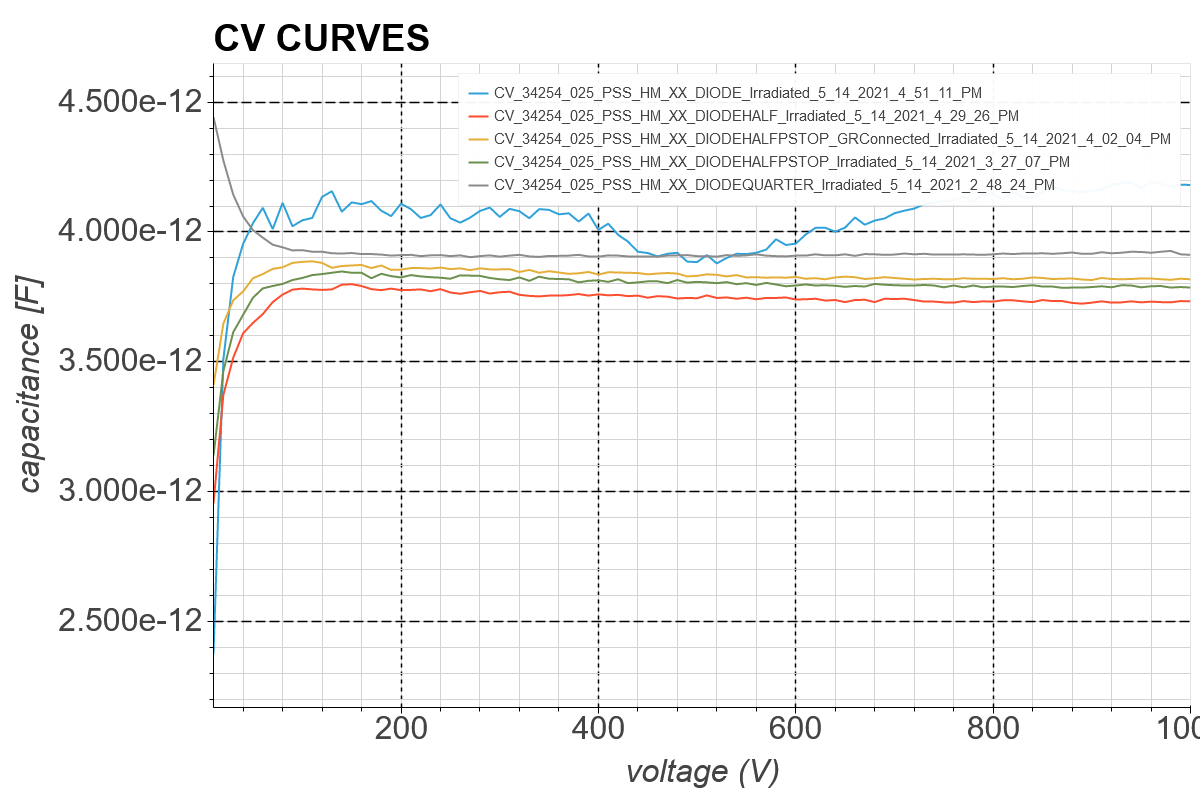 CV CURVES
CV_34254_025_PSS_HM_XX_DIODE_Irradiated_5_14_2021_4_51_11_PM
CV_34254_025_PSS_HM_XX_DIODEHALF_Irradiated_5_14_2021_4_29_26_PM
CV_34254_025_PSS_HM_XX_DIODEHALFPSTOP_GRConnected_Irradiated_5_14_2021_4_02_04_PM
CV_34254_025_PSS_HM_XX_DIODEHALFPSTOP_Irradiated_5_14_2021_3_27_07_PM
CV_34254_025_PSS_HM_XX_DIODEQUARTER_Irradiated_5_14_2021_2_48_24_PM
4.500e-12
4.000e-12
3.500e-12
3.000e-12
2.500e-12
capacitance [F]
200 400 600 800 100
voltage (V)